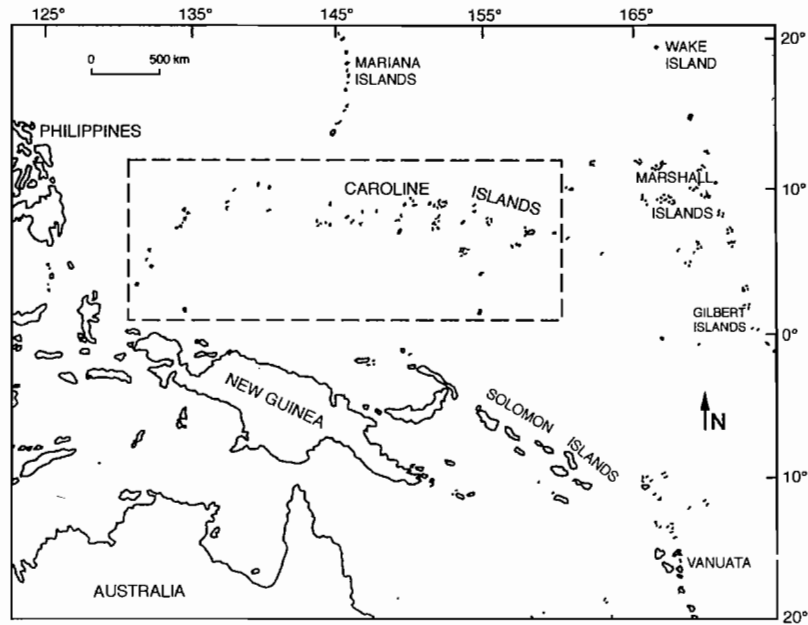 125° 135° 145° 155° 165°
20°
0 500 km
MARIANA
ISLANDS
WAKE
ISLAND
PHILIPPINES
CAROLINE ISLANDS
MARSHALL
ISLANDS
10°
GILBERT
ISLANDS
0°
NEW GUINEA
SOLOMON ISLANDS
N
10°
VANUATA
AUSTRALIA
20°